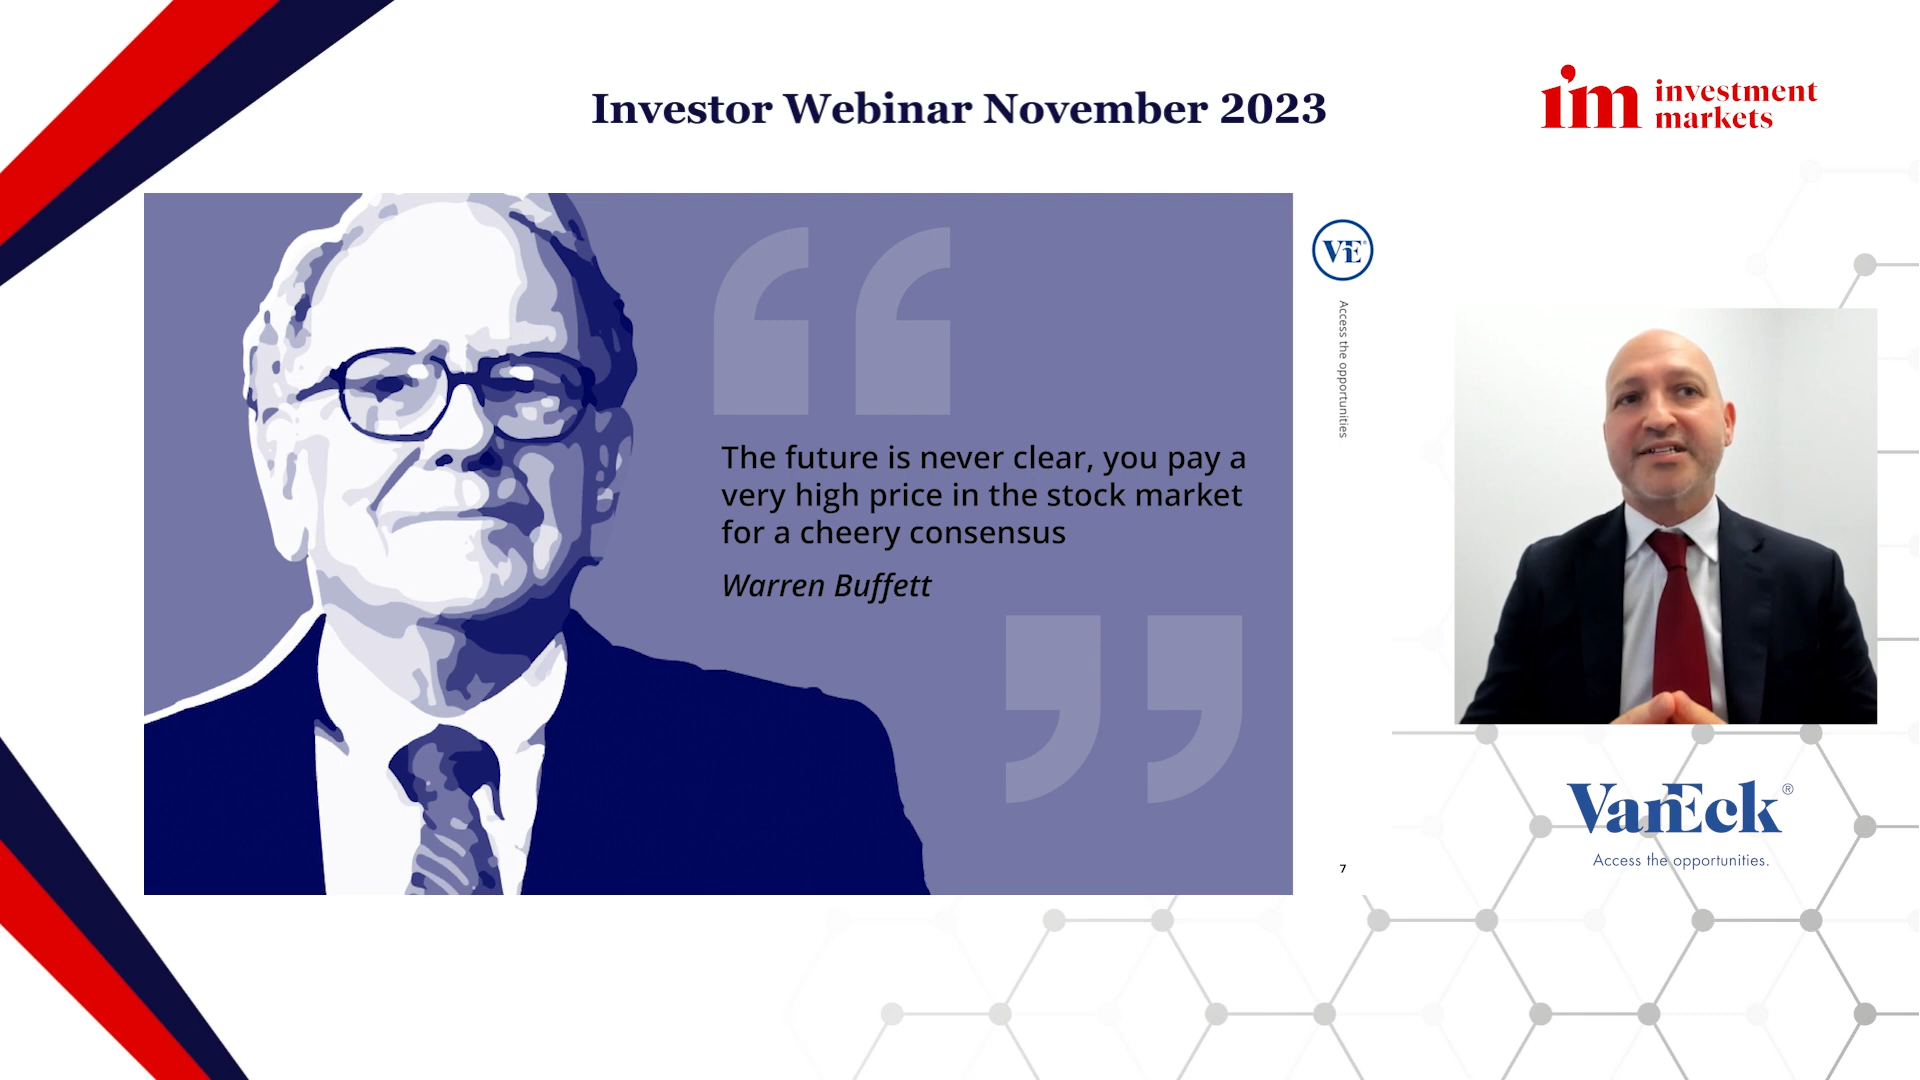 Investor Webinar November 2023
im investment
markets
VE
Access the opportunities
The future is never clear, you pay a
very high price in the stock market
for a cheery consensus
Warren Buffett
7
VanEck®
Access the opportunities.